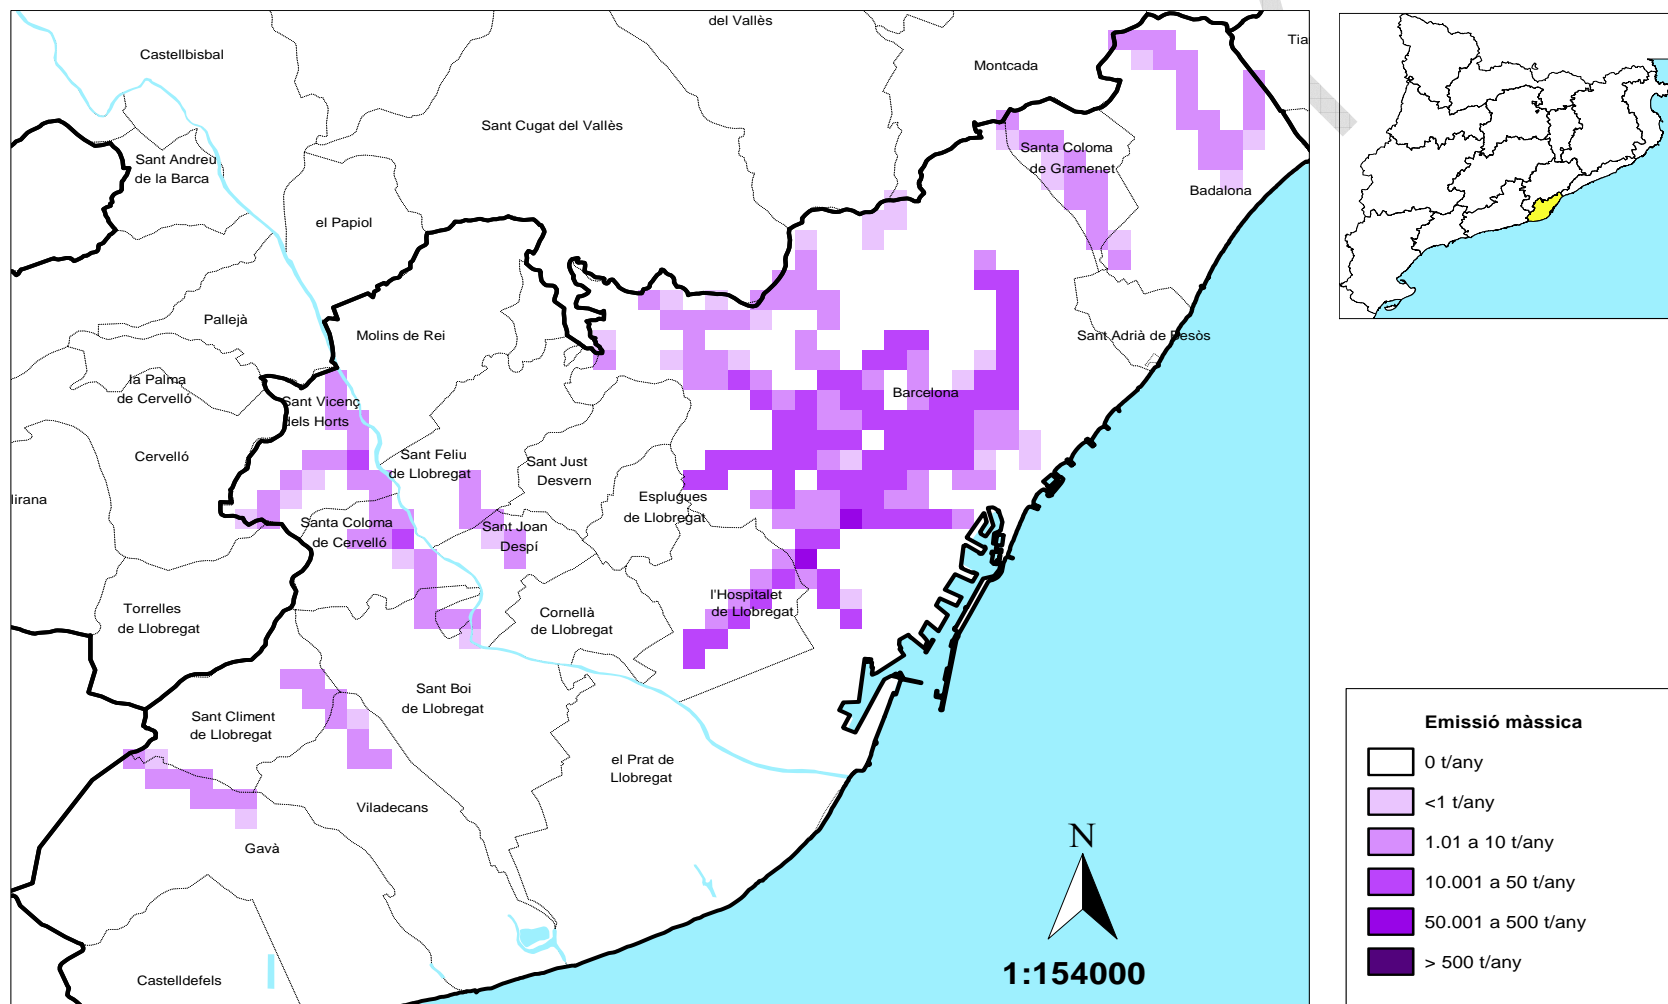 del Vallès
Castellbisbal
Tia
Montcada
Sant Cugat del Vallès
Sant Andreu
de la Barca
Santa Coloma
de Gramenet
Badalona
el Papiol
Pallejà
Molins de Rei
Sant Adrià de Besòs
la Palma
de Cervelló
Sant Vicenç
dels Horts
Barcelona
Cervelló
Sant Feliu
de Llobregat
Sant Just
Desvern
lirana
Esplugues
de Llobregat
Santa Coloma
de Cervelló
Sant Joan
Despí
l'Hospitalet
de Llobregat
Torrelles
de Llobregat
Cornellà
de Llobregat
Sant Boi
de Llobregat
Sant Climent
de Llobregat
el Prat de
Llobregat
Viladecans
Gavà
Castelldefels
N
1:154000
Emissió màssica
0 t/any
<1 t/any
1.01 a 10 t/any
10.001 a 50 t/any
50.001 a 500 t/any
> 500 t/any